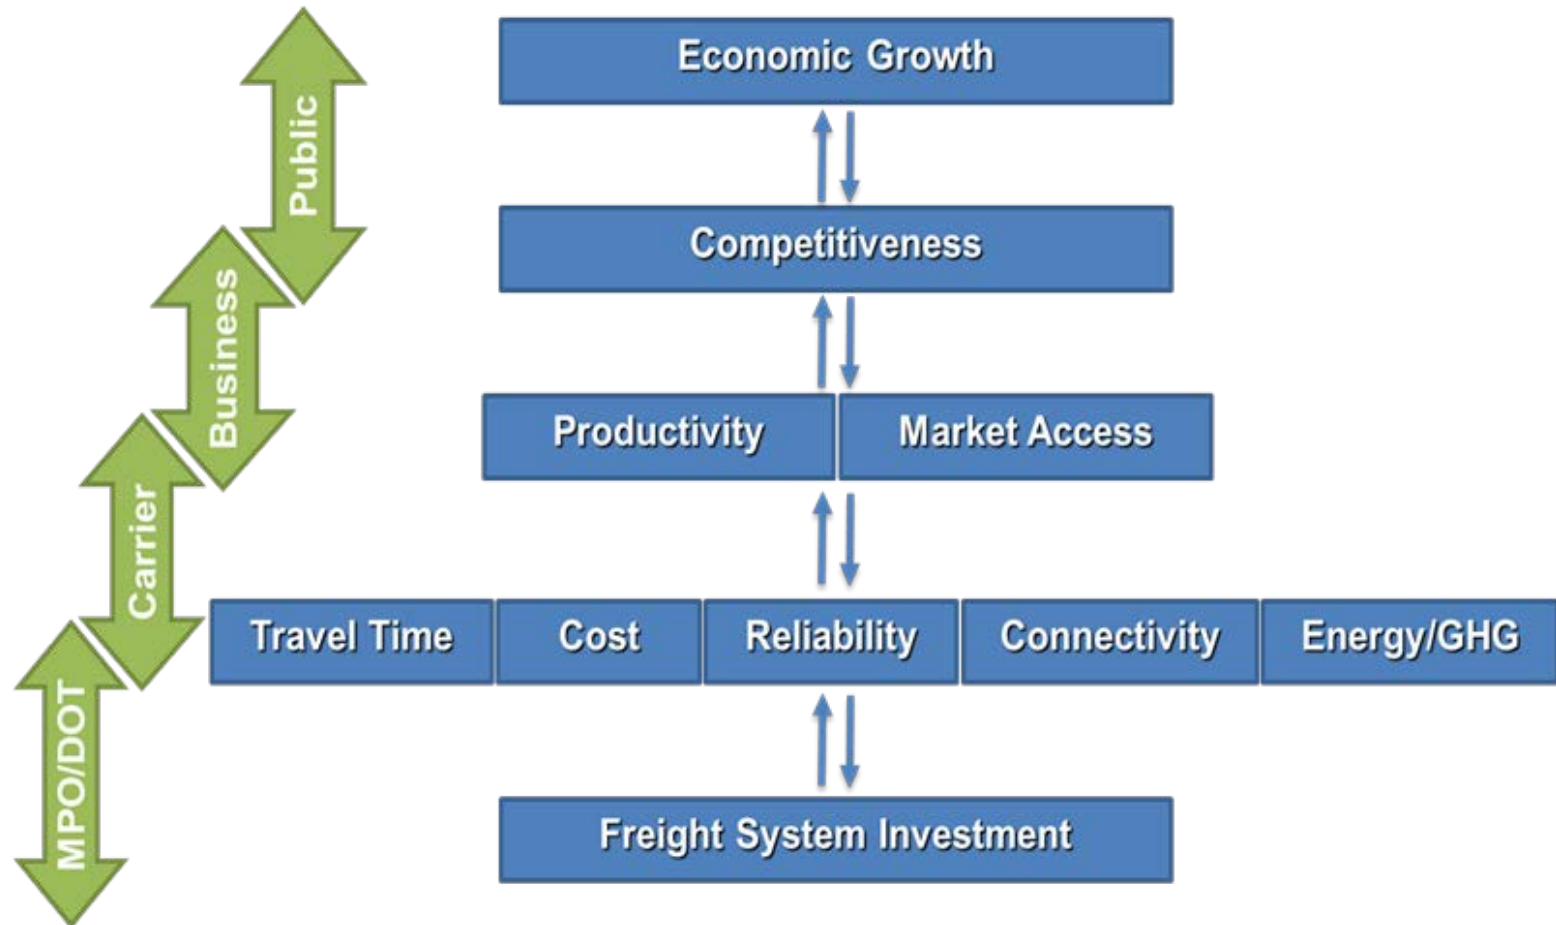 Public
Business
Carrier
MPO/DOT
Economic Growth
Competitiveness
Productivity
Market Access
Travel Time
Cost
Reliability
Connectivity
Energy/GHG
Freight System Investment